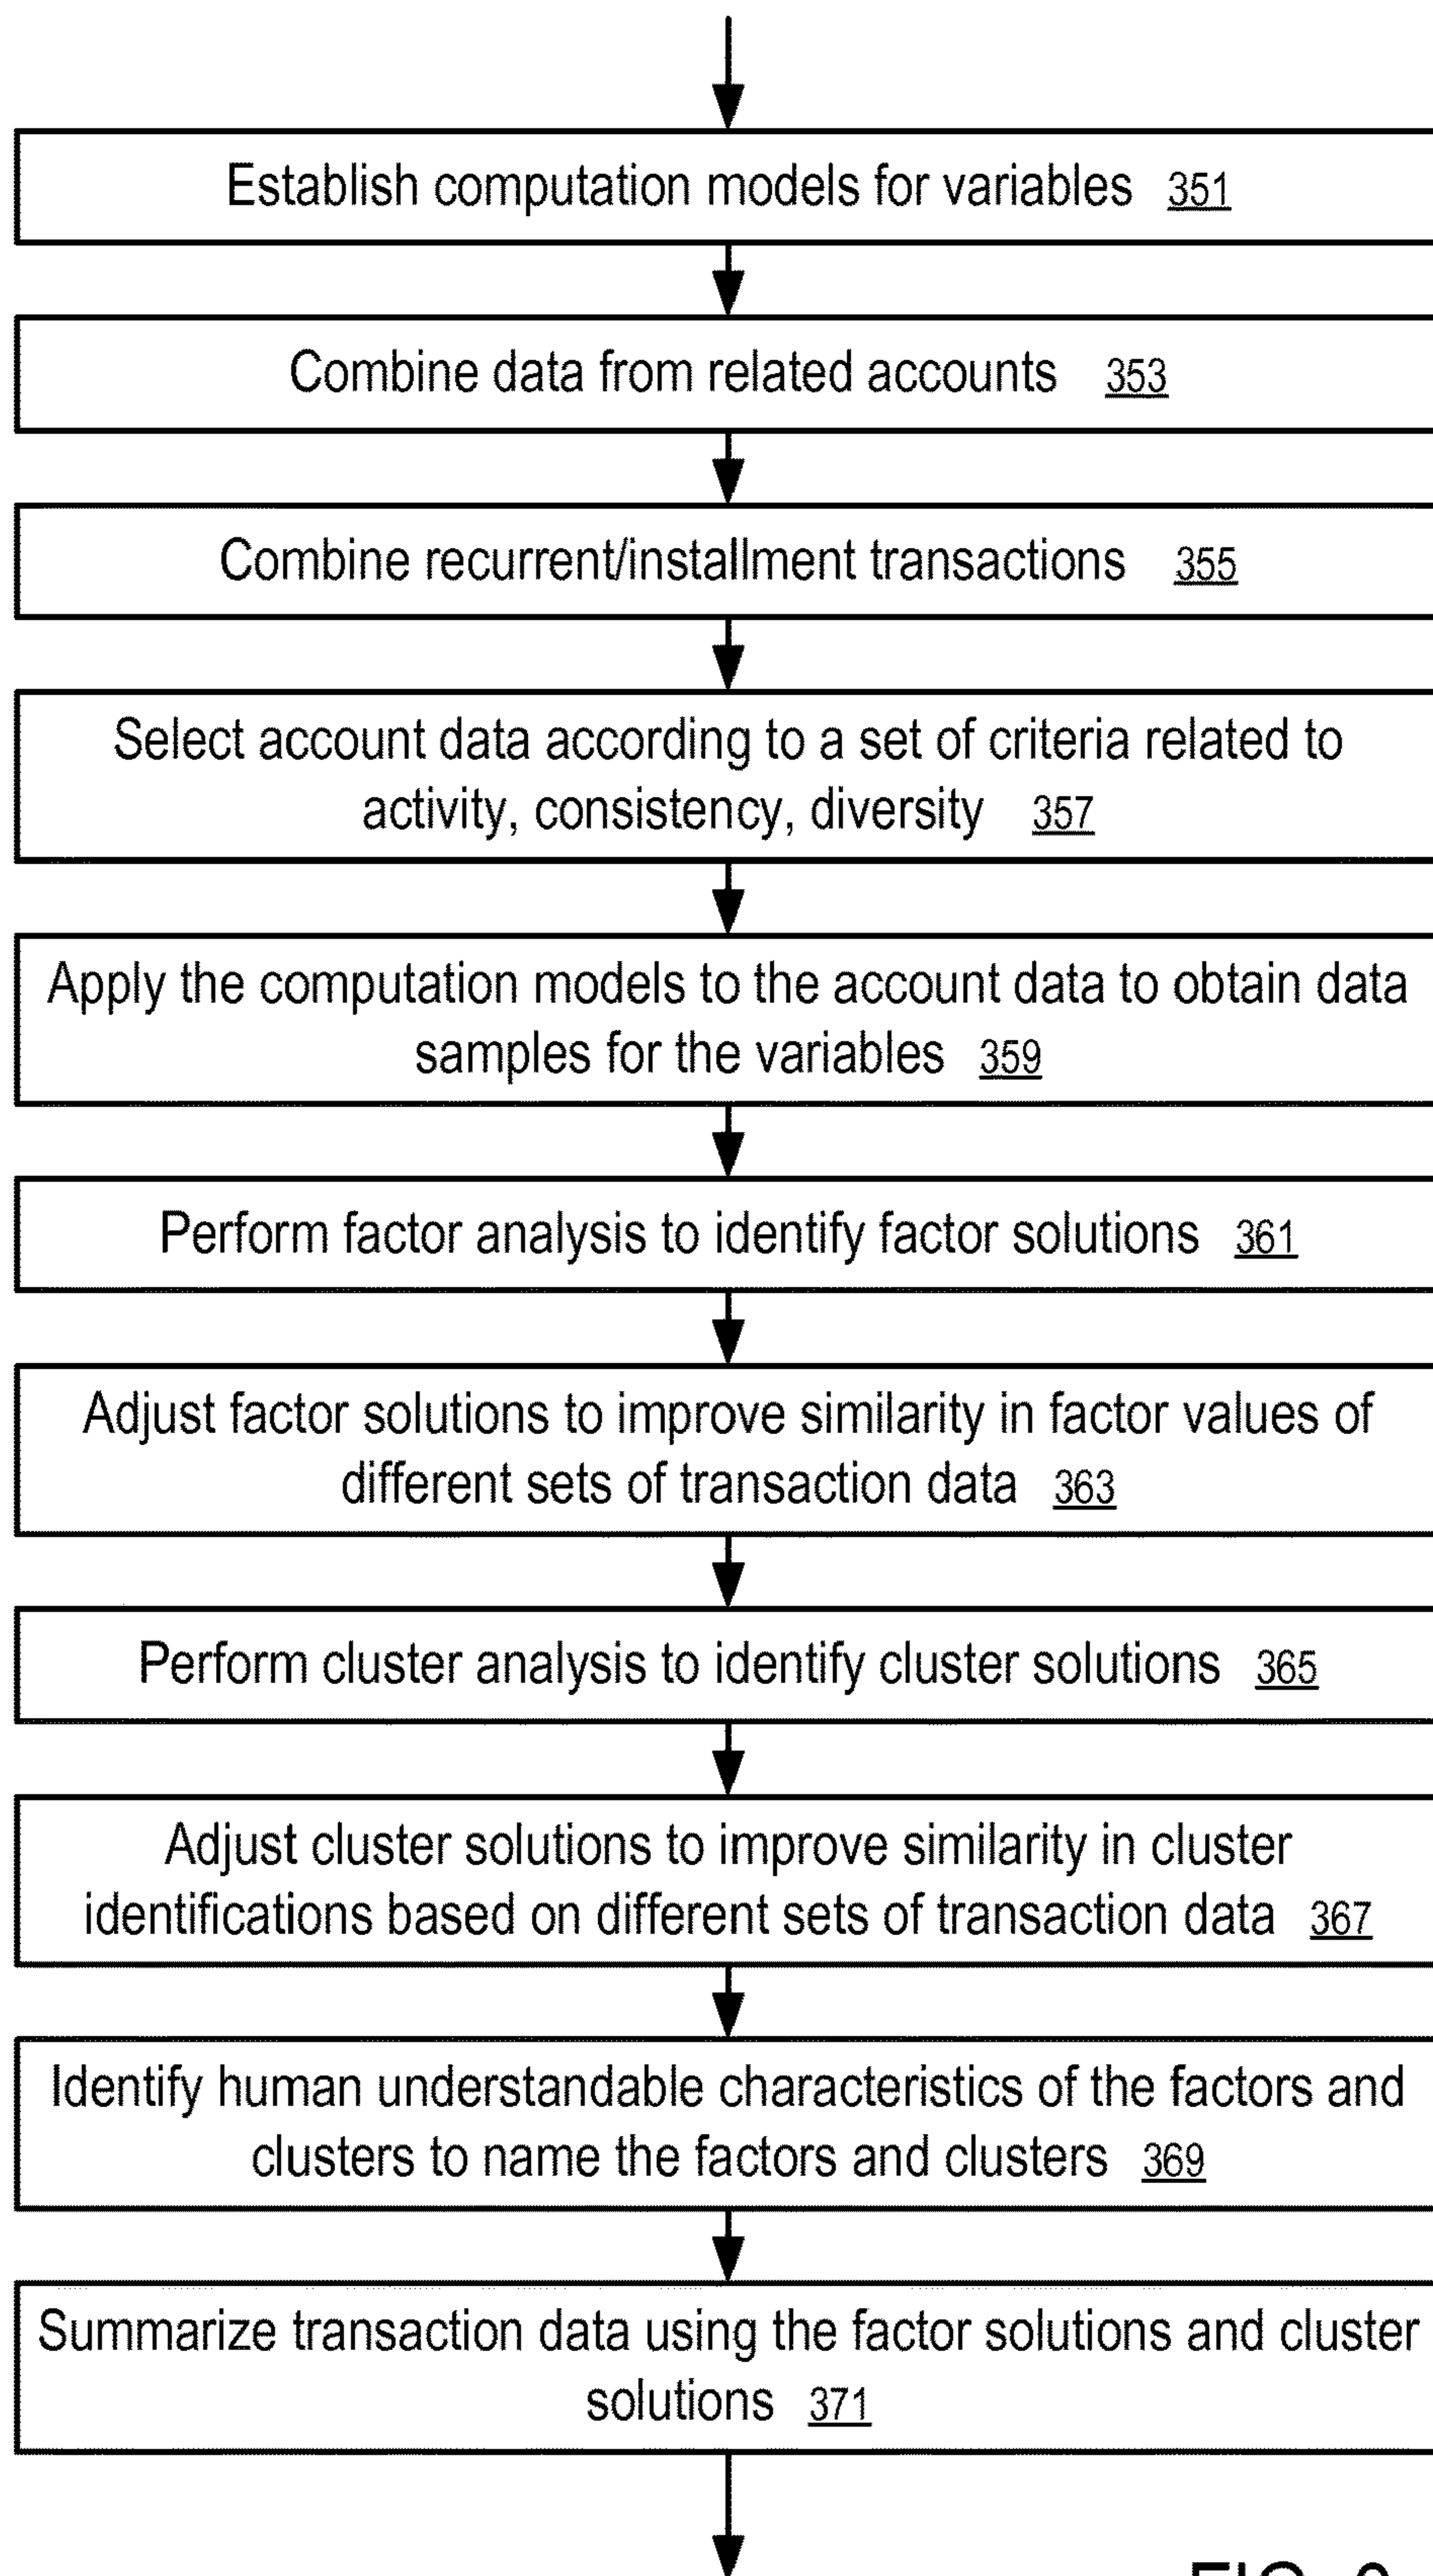 Establish computation models for variables 351
Combine data from related accounts 353
Combine recurrent/installment transactions 355
Select account data according to a set of criteria related to
activity, consistency, diversity 357
Apply the computation models to the account data to obtain data
samples for the variables 359
Perform factor analysis to identify factor solutions 361
Adjust factor solutions to improve similarity in factor values of
different sets of transaction data 363
Perform cluster analysis to identify cluster solutions 365
Adjust cluster solutions to improve similarity in cluster
identifications based on different sets of transaction data 367
Identify human understandable characteristics of the factors and
clusters to name the factors and clusters 369
Summarize transaction data using the factor solutions and cluster
solutions 371
FIG.